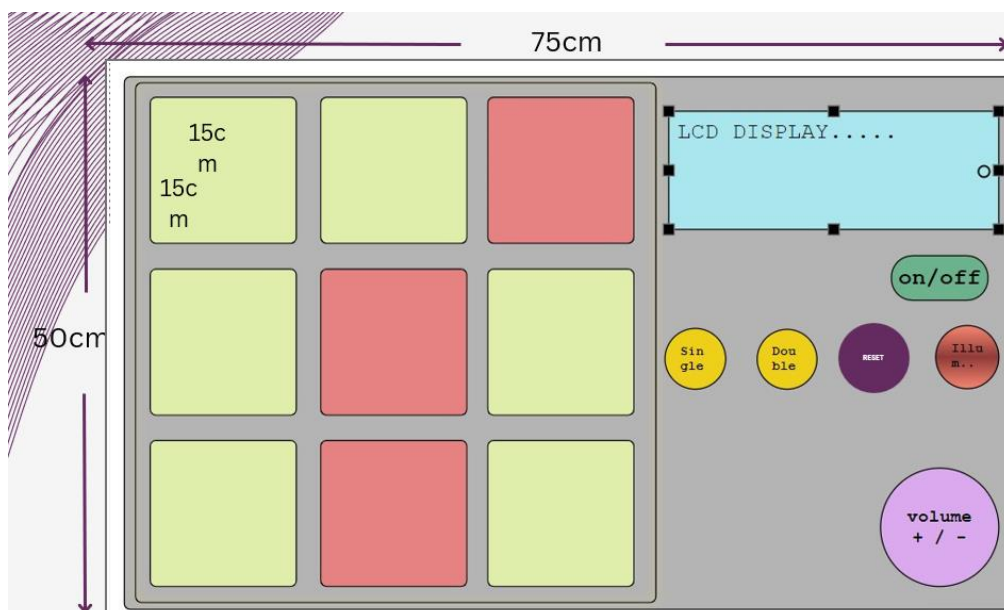 75cm
15c
m
15c
m
LCD DISPLAY.....
on/off
50cm
Sin
gle
Dou
ble
RESET
Illu
m..
volume
+ / -